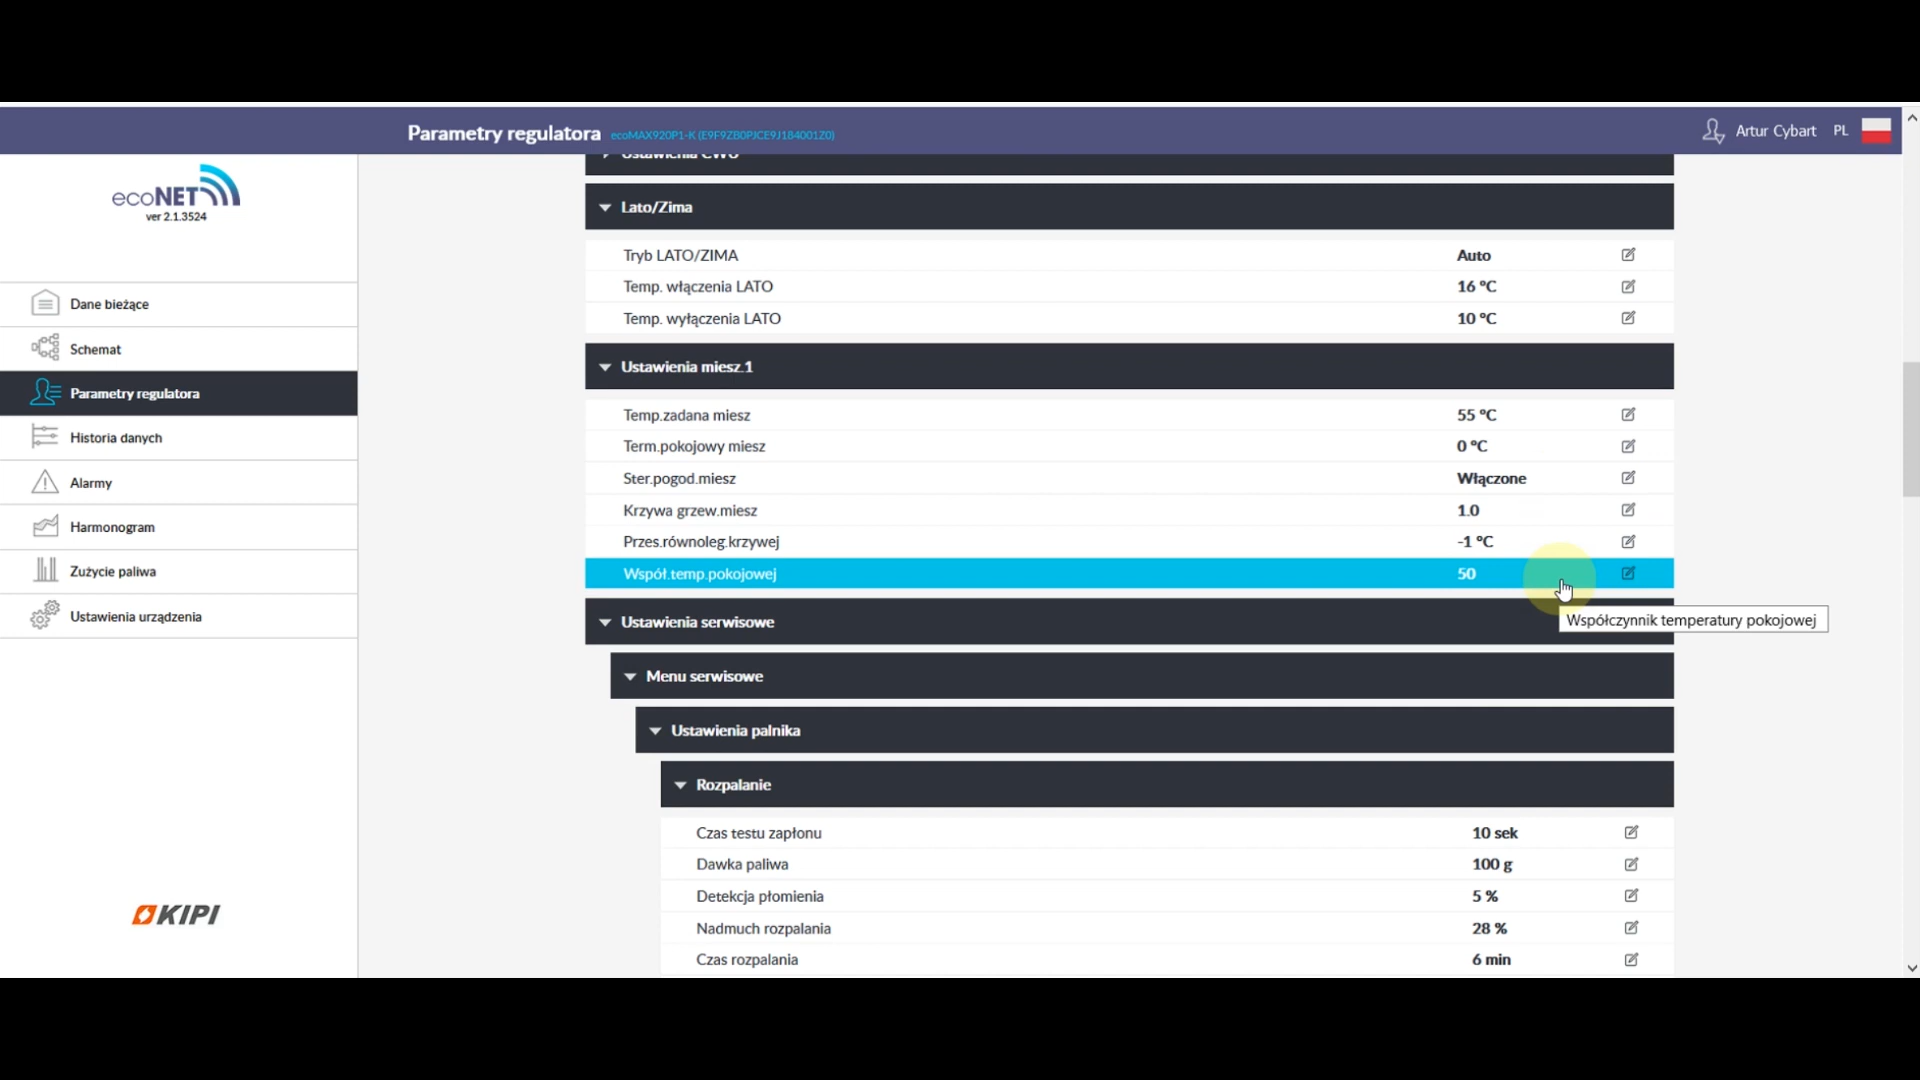 Parametry regulatora ecoMAX920P1-K (E9F9ZB0PJCE9J184001Z0)
Artur Cybart PL
ecoNET
ver 2.1.3524
Dane bieżące
Schemat
Parametry regulatora
Historia danych
Alarmy
Harmonogram
Zużycie paliwa
Ustawienia urządzenia
KIPI
Ustawienia CWU
Lato/Zima
Tryb LATO/ZIMA Auto
Temp. włączenia LATO 16 °C
Temp. wyłączenia LATO 10 °C
Ustawienia miesz.1
Temp.zadana miesz 55 °C
Term.pokojowy miesz 0 °C
Ster.pogod.miesz Włączone
Krzywa grzew.miesz 1.0
Przes.równoleg.krzywej -1 °C
Współ.temp.pokojowej 50
Współczynnik temperatury pokojowej
Ustawienia serwisowe
Menu serwisowe
Ustawienia palnika
Rozpalanie
Czas testu zapłonu 10 sek
Dawka paliwa 100 g
Detekcja płomienia 5 %
Nadmuch rozpalania 28 %
Czas rozpalania 6 min